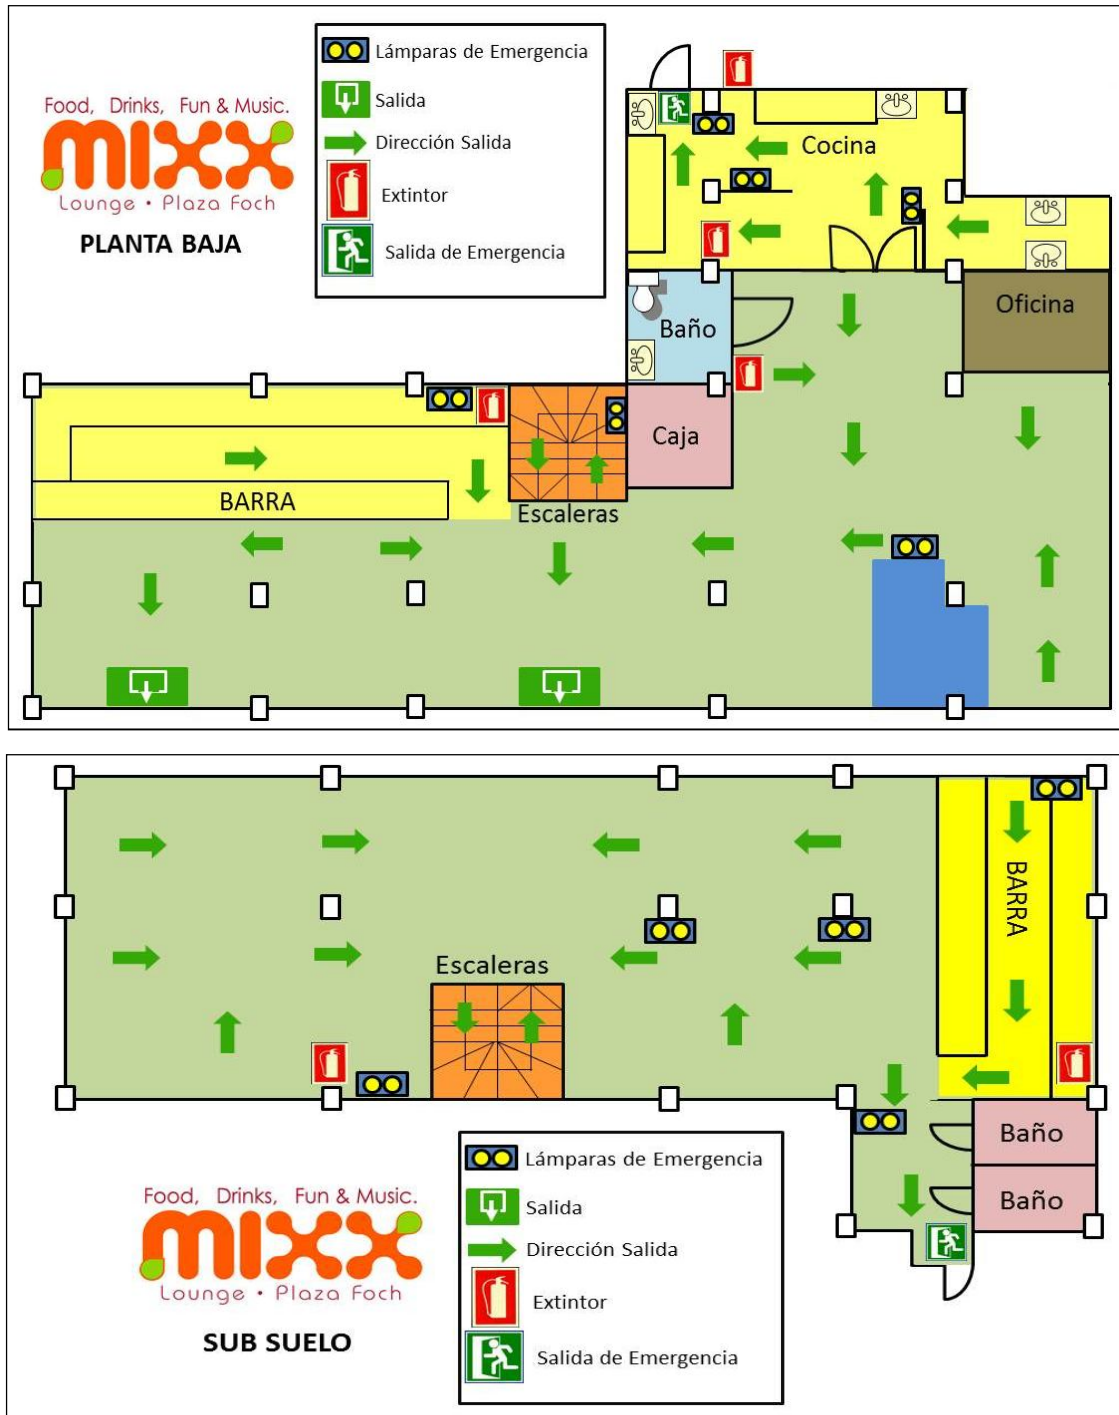 Food, Drinks, Fun & Music.
mixx
Lounge • Plaza Foch
PLANTA BAJA
Lámparas de Emergencia
Salida
Dirección Salida
Extintor
Salida de Emergencia
Cocina
Baño
Oficina
Caja
BARRA
Escaleras
BARRA
Escaleras
Baño
Baño
Food, Drinks, Fun & Music.
mixx
Lounge • Plaza Foch
SUB SUELO
Lámparas de Emergencia
Salida
Dirección Salida
Extintor
Salida de Emergencia